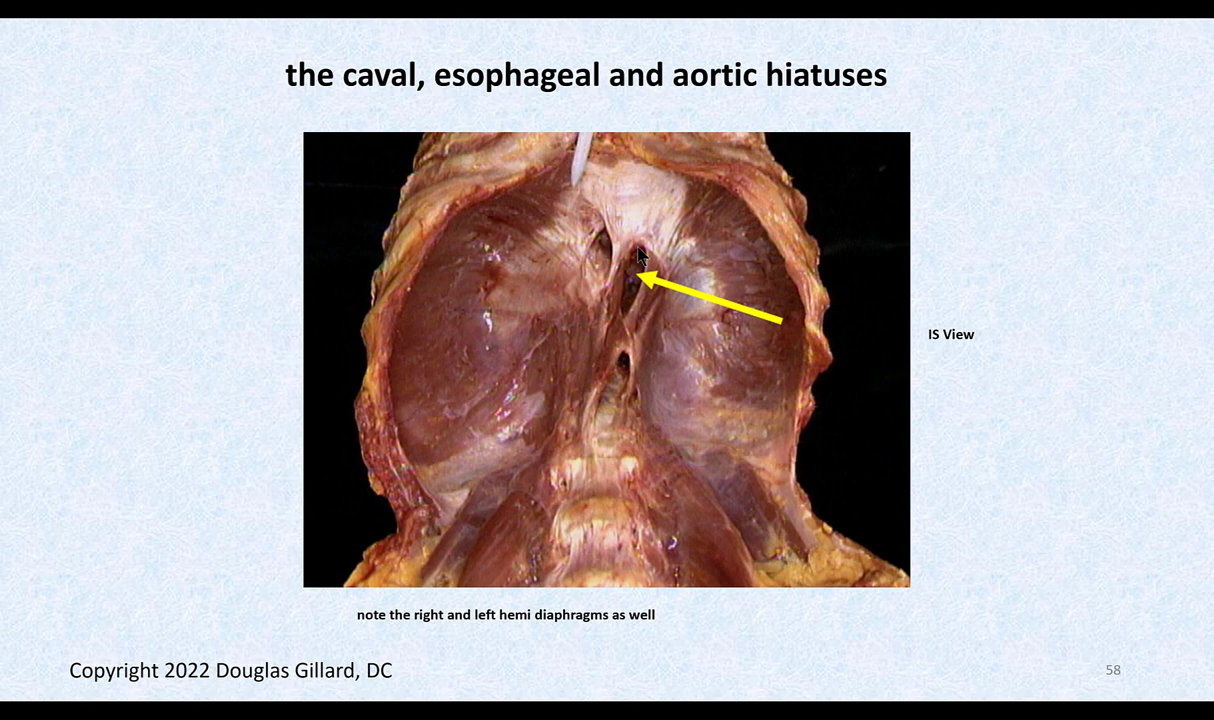 the caval, esophageal and aortic hiatuses
IS View
note the right and left hemi diaphragms as well
Copyright 2022 Douglas Gillard, DC
58